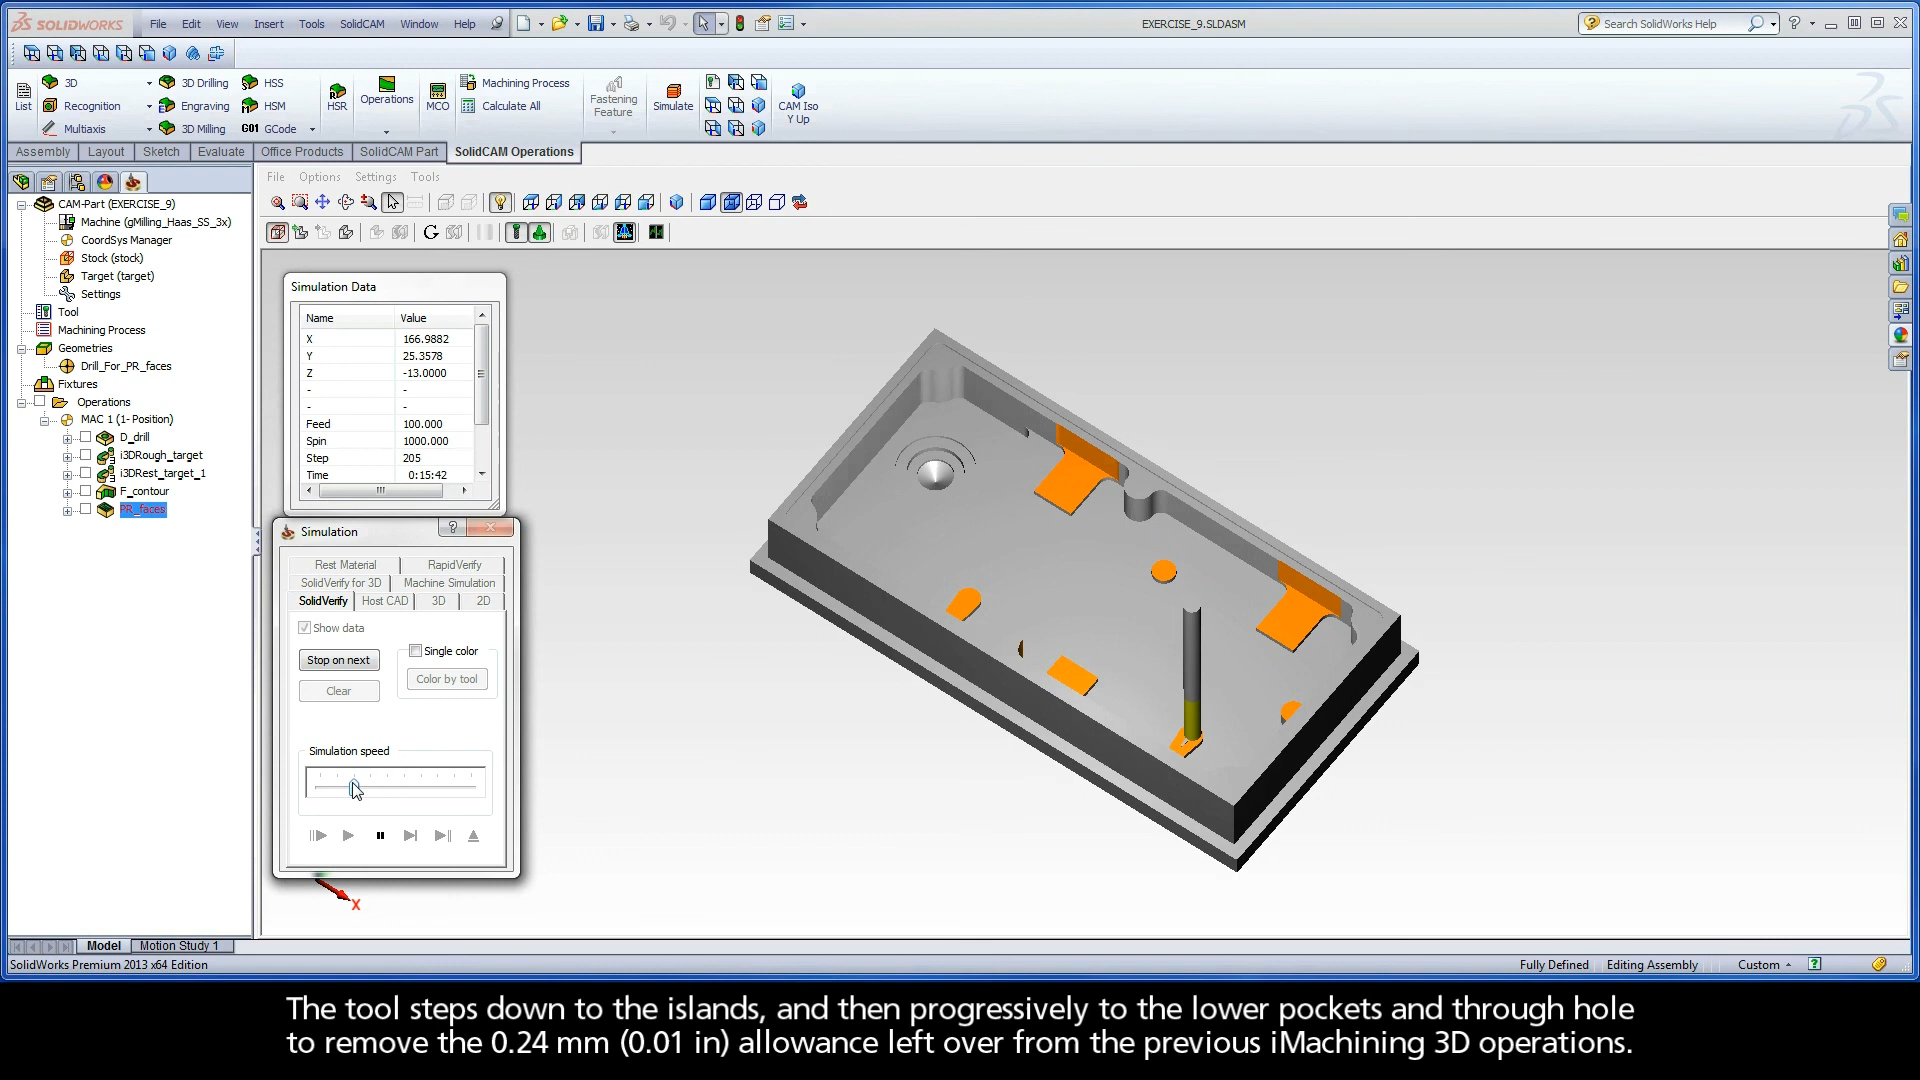 SOLIDWORKS File Edit View Insert Tools SolidCAM Window Help EXERCISE_9.SLDASM Search SolidWorks Help
List 3D 3D Drilling HSS HSR Operations MCO Machining Process Fastening Feature Simulate CAM Iso Y Up
Recognition Engraving HSM Calculate All
Multiaxis 3D Milling G01 GCode
Assembly Layout Sketch Evaluate Office Products SolidCAM Part SolidCAM Operations
File Options Settings Tools
CAM-Part (EXERCISE_9)
Machine (gMilling_Haas_SS_3x)
CoordSys Manager
Stock (stock)
Target (target)
Settings
Tool
Machining Process
Geometries
Drill_For_PR_faces
Fixtures
Operations
MAC 1 (1- Position)
D_drill
i3DRough_target
i3DRest_target_1
F_contour
PR_faces
Simulation Data
Name Value
X 166.9882
Y 25.3578
Z -13.0000
- -
- -
Feed 100.000
Spin 1000.000
Step 205
Time 0:15:42
Simulation
Rest Material RapidVerify
SolidVerify for 3D Machine Simulation
SolidVerify Host CAD 3D 2D
Show data
Stop on next Single color
Clear Color by tool
Simulation speed
X
Model Motion Study 1
SolidWorks Premium 2013 x64 Edition Fully Defined Editing Assembly Custom
The tool steps down to the islands, and then progressively to the lower pockets and through hole
to remove the 0.24 mm (0.01 in) allowance left over from the previous iMachining 3D operations.